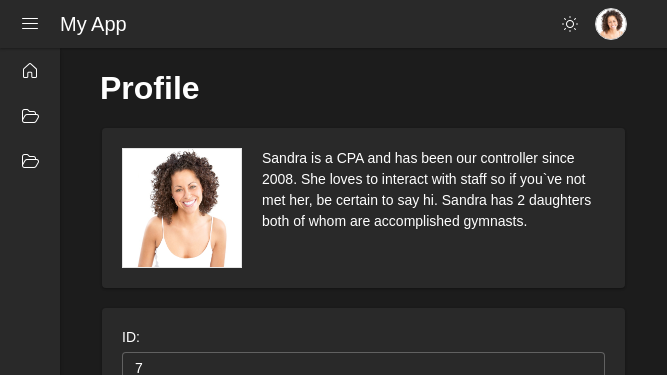 My App
Profile
Sandra is a CPA and has been our controller since
2008. She loves to interact with staff so if you`ve not
met her, be certain to say hi. Sandra has 2 daughters
both of whom are accomplished gymnasts.
ID:
7